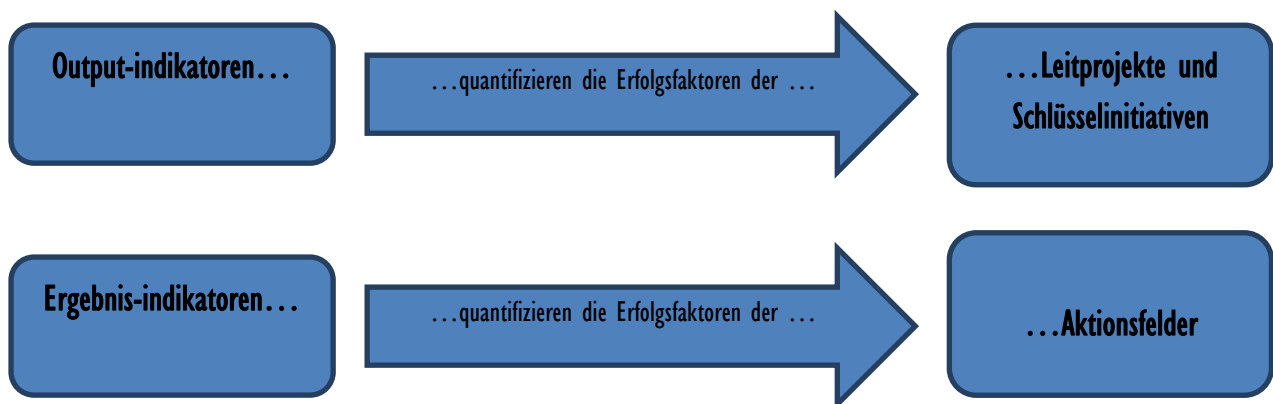 Output-indikatoren…
…quantifizieren die Erfolgsfaktoren der …
…Leitprojekte und
Schlüsselinitiativen
Ergebnis-indikatoren…
…quantifizieren die Erfolgsfaktoren der …
…Aktionsfelder